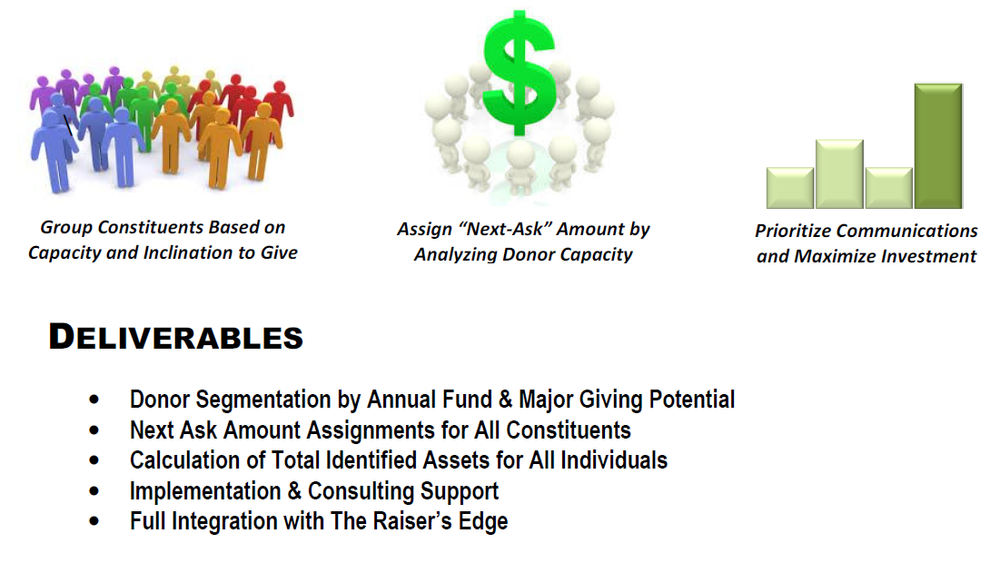 Group Constituents Based on
Capacity and Inclination to Give
Assign “Next-Ask” Amount by
Analyzing Donor Capacity
Prioritize Communications
and Maximize Investment
DELIVERABLES
• Donor Segmentation by Annual Fund & Major Giving Potential
• Next Ask Amount Assignments for All Constituents
• Calculation of Total Identified Assets for All Individuals
• Implementation & Consulting Support
• Full Integration with The Raiser’s Edge